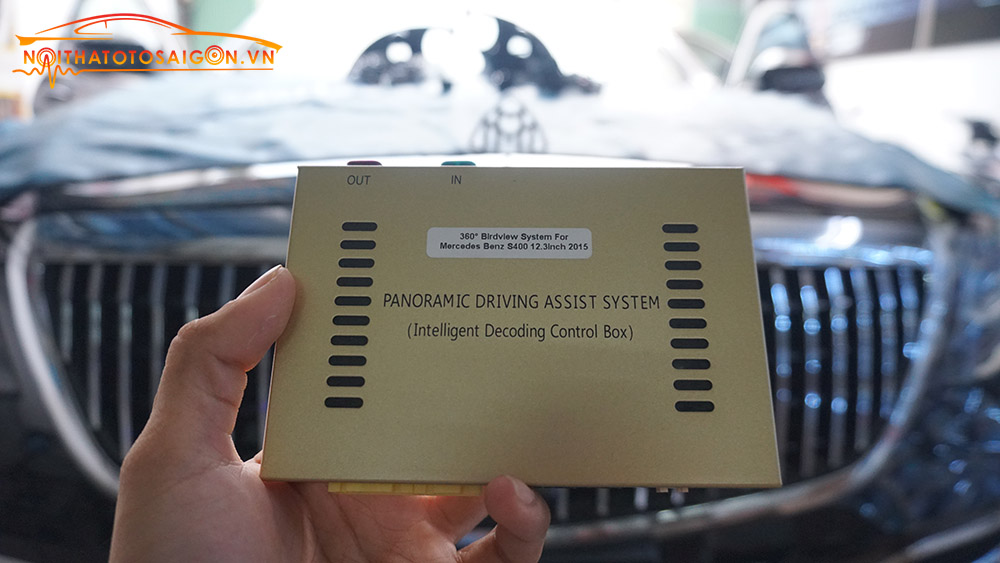 NOITHATOTOSAIGON.VN
OUT
IN
360° Birdview System For
Mercedes Benz S400 12.3inch 2015
PANORAMIC DRIVING ASSIST SYSTEM
(Intelligent Decoding Control Box)